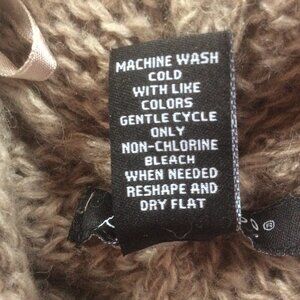 MACHINE WASH
COLD
WITH LIKE
COLORS
GENTLE CYCLE
ONLY
NON-CHLORINE
BLEACH
WHEN NEEDED
RESHAPE AND
DRY FLAT
®